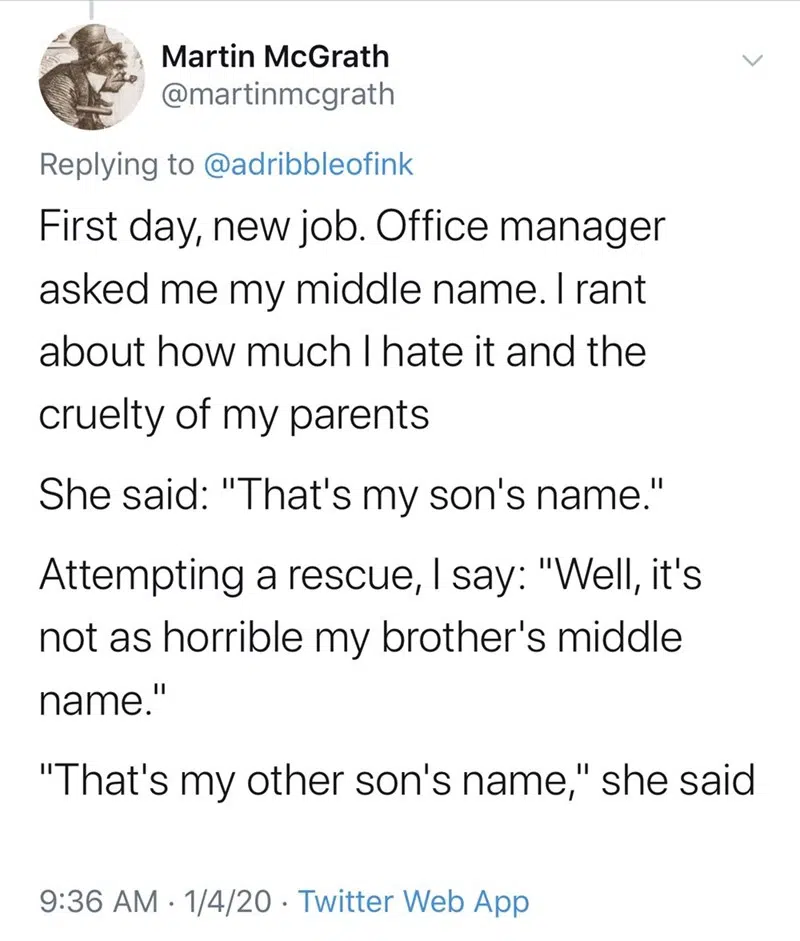 Martin McGrath
@martinmcgrath
Replying to @adribbleofink
First day, new job. Office manager
asked me my middle name. I rant
about how much I hate it and the
cruelty of my parents
She said: "That's my son's name."
Attempting a rescue, I say: "Well, it's
not as horrible my brother's middle
name."
"That's my other son's name," she said
9:36 AM · 1/4/20 · Twitter Web App